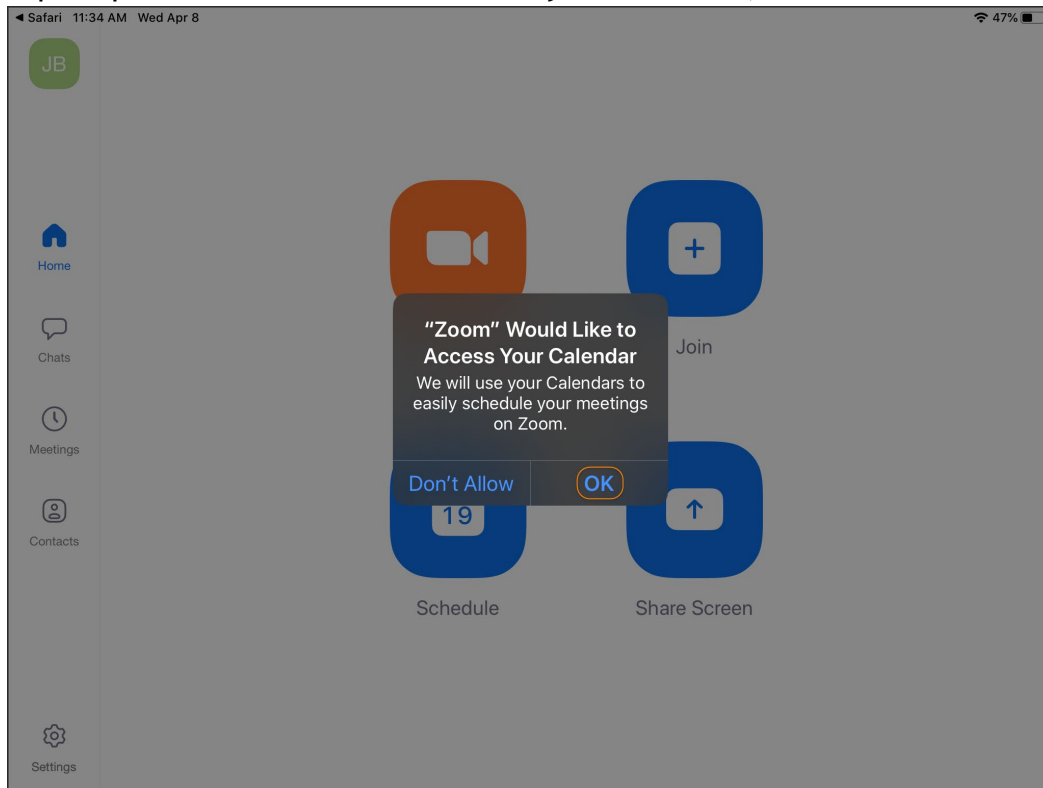 ◀ Safari 11:34 AM Wed Apr 8
47%
JB
Home
Chats
Meetings
Contacts
Settings
Join
“Zoom” Would Like to
Access Your Calendar
We will use your Calendars to
easily schedule your meetings
on Zoom.
Don’t Allow OK
19
Schedule Share Screen